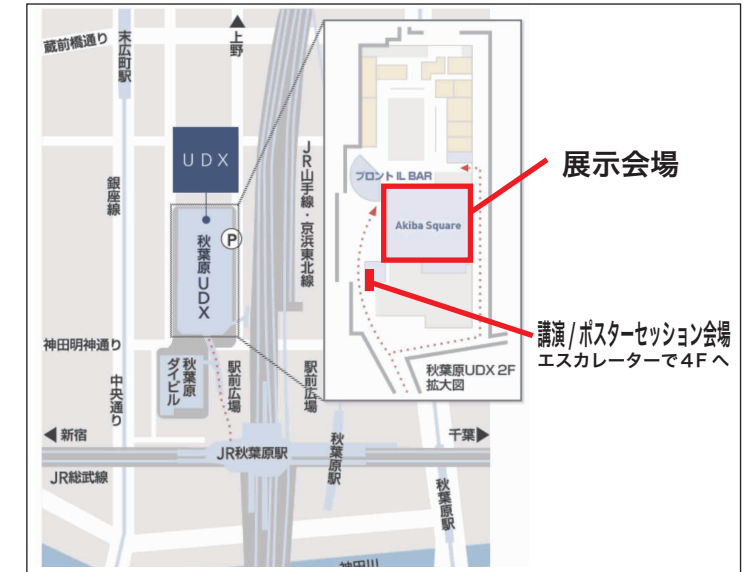 蔵前橋通り
末広町駅
▲
上野
UDX
銀座線
JR山手線・京浜東北線
P
秋葉原UDX
神田明神通り
中央通り
秋葉原
ダイビル
駅前広場
駅前広場
◀新宿
千葉▶
JR秋葉原駅
JR総武線
秋葉原駅
秋葉原駅
神田川
プロント IL BAR
Akiba Square
秋葉原UDX 2F
拡大図
展示会場
講演/ポスターセッション会場
エスカレーターで4Fへ